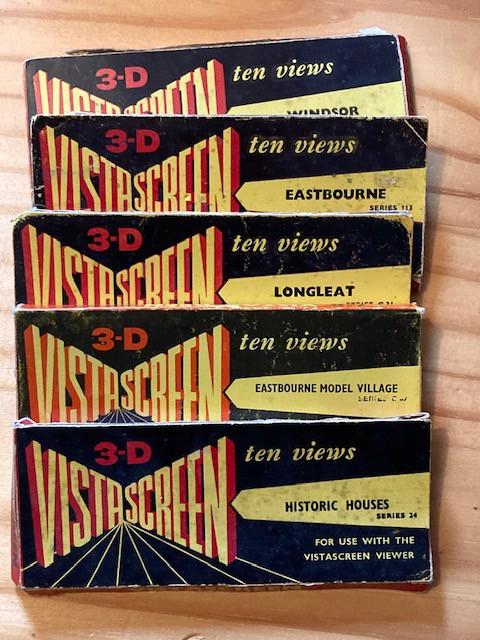 3-D
ten views
VISTASCREEN
WINDSOR
3-D
ten views
VISTASCREEN
EASTBOURNE
SERIES 113
3-D
ten views
VISTASCREEN
LONGLEAT
3-D
ten views
VISTASCREEN
EASTBOURNE MODEL VILLAGE
SERIES
3-D
ten views
VISTASCREEN
HISTORIC HOUSES
SERIES 24
FOR USE WITH THE
VISTASCREEN VIEWER